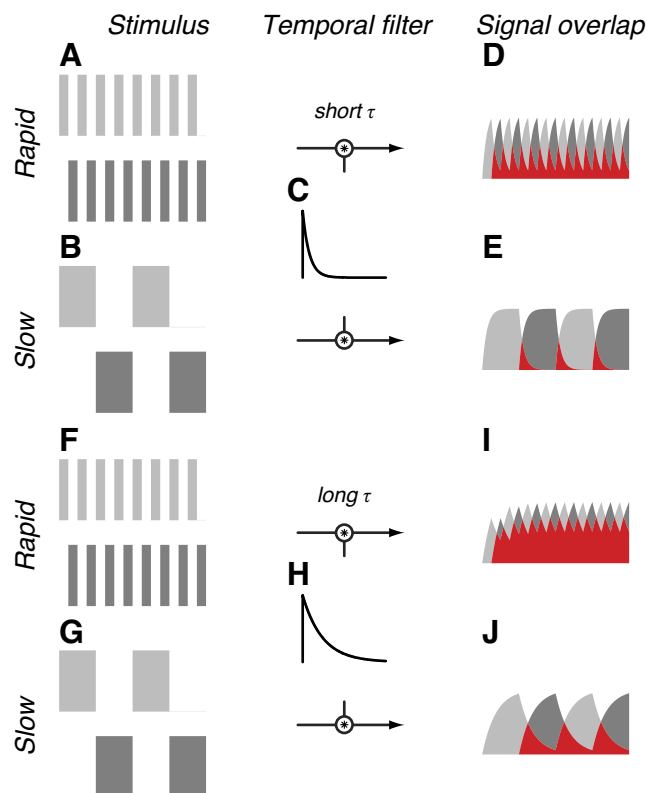 Stimulus Temporal filter Signal overlap
A D
Rapid short τ
C
B E
Slow
F I
Rapid long τ
H
G J
Slow